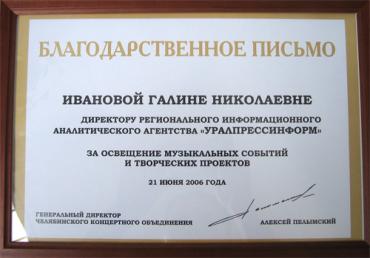 БЛАГОДАРСТВЕННОЕ ПИСЬМО
ИВАНОВОЙ ГАЛИНЕ НИКОЛАЕВНЕ
ДИРЕКТОРУ РЕГИОНАЛЬНОГО ИНФОРМАЦИОННОГО
АНАЛИТИЧЕСКОГО АГЕНТСТВА «УРАЛПРЕССИНФОРМ»
ЗА ОСВЕЩЕНИЕ МУЗЫКАЛЬНЫХ СОБЫТИЙ
И ТВОРЧЕСКИХ ПРОЕКТОВ
21 ИЮНЯ 2006 ГОДА
ГЕНЕРАЛЬНЫЙ ДИРЕКТОР
ЧЕЛЯБИНСКОГО КОНЦЕРТНОГО ОБЪЕДИНЕНИЯ
АЛЕКСЕЙ ПЕЛЫМСКИЙ